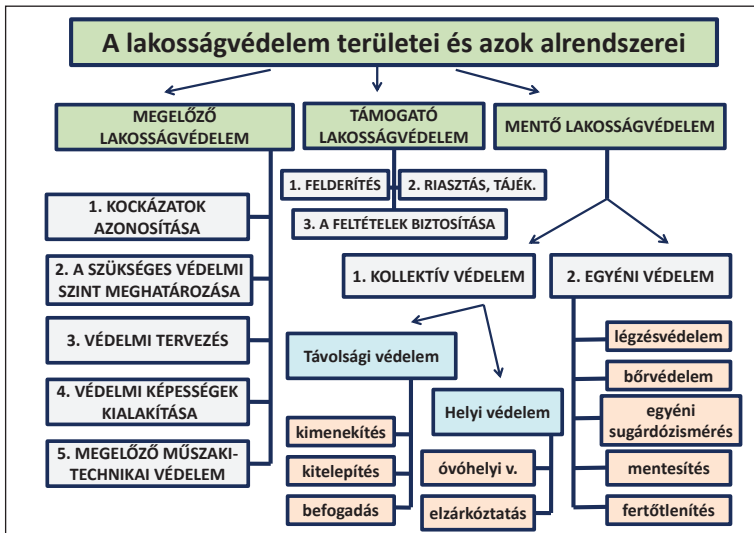 A lakosságvédelem területei és azok alrendszerei
MEGELŐZŐ
LAKOSSÁGVÉDELEM
TÁMOGATÓ
LAKOSSÁGVÉDELEM
MENTŐ LAKOSSÁGVÉDELEM
1. KOCKÁZATOK
AZONOSÍTÁSA
2. A SZÜKSÉGES VÉDELMI
SZINT MEGHATÁROZÁSA
3. VÉDELMI TERVEZÉS
4. VÉDELMI KÉPESSÉGEK
KIALAKÍTÁSA
5. MEGELŐZŐ MŰSZAKI-
TECHNIKAI VÉDELEM
1. FELDERÍTÉS
2. RIASZTÁS, TÁJÉK.
3. A FELTÉTELEK BIZTOSÍTÁSA
1. KOLLEKTÍV VÉDELEM
2. EGYÉNI VÉDELEM
Távolsági védelem
kimenekítés
kitelepítés
befogadás
Helyi védelem
óvóhelyi v.
elzárkóztatás
légzésvédelem
bőrvédelem
egyéni
sugárdózismérés
mentesítés
fertőtlenítés